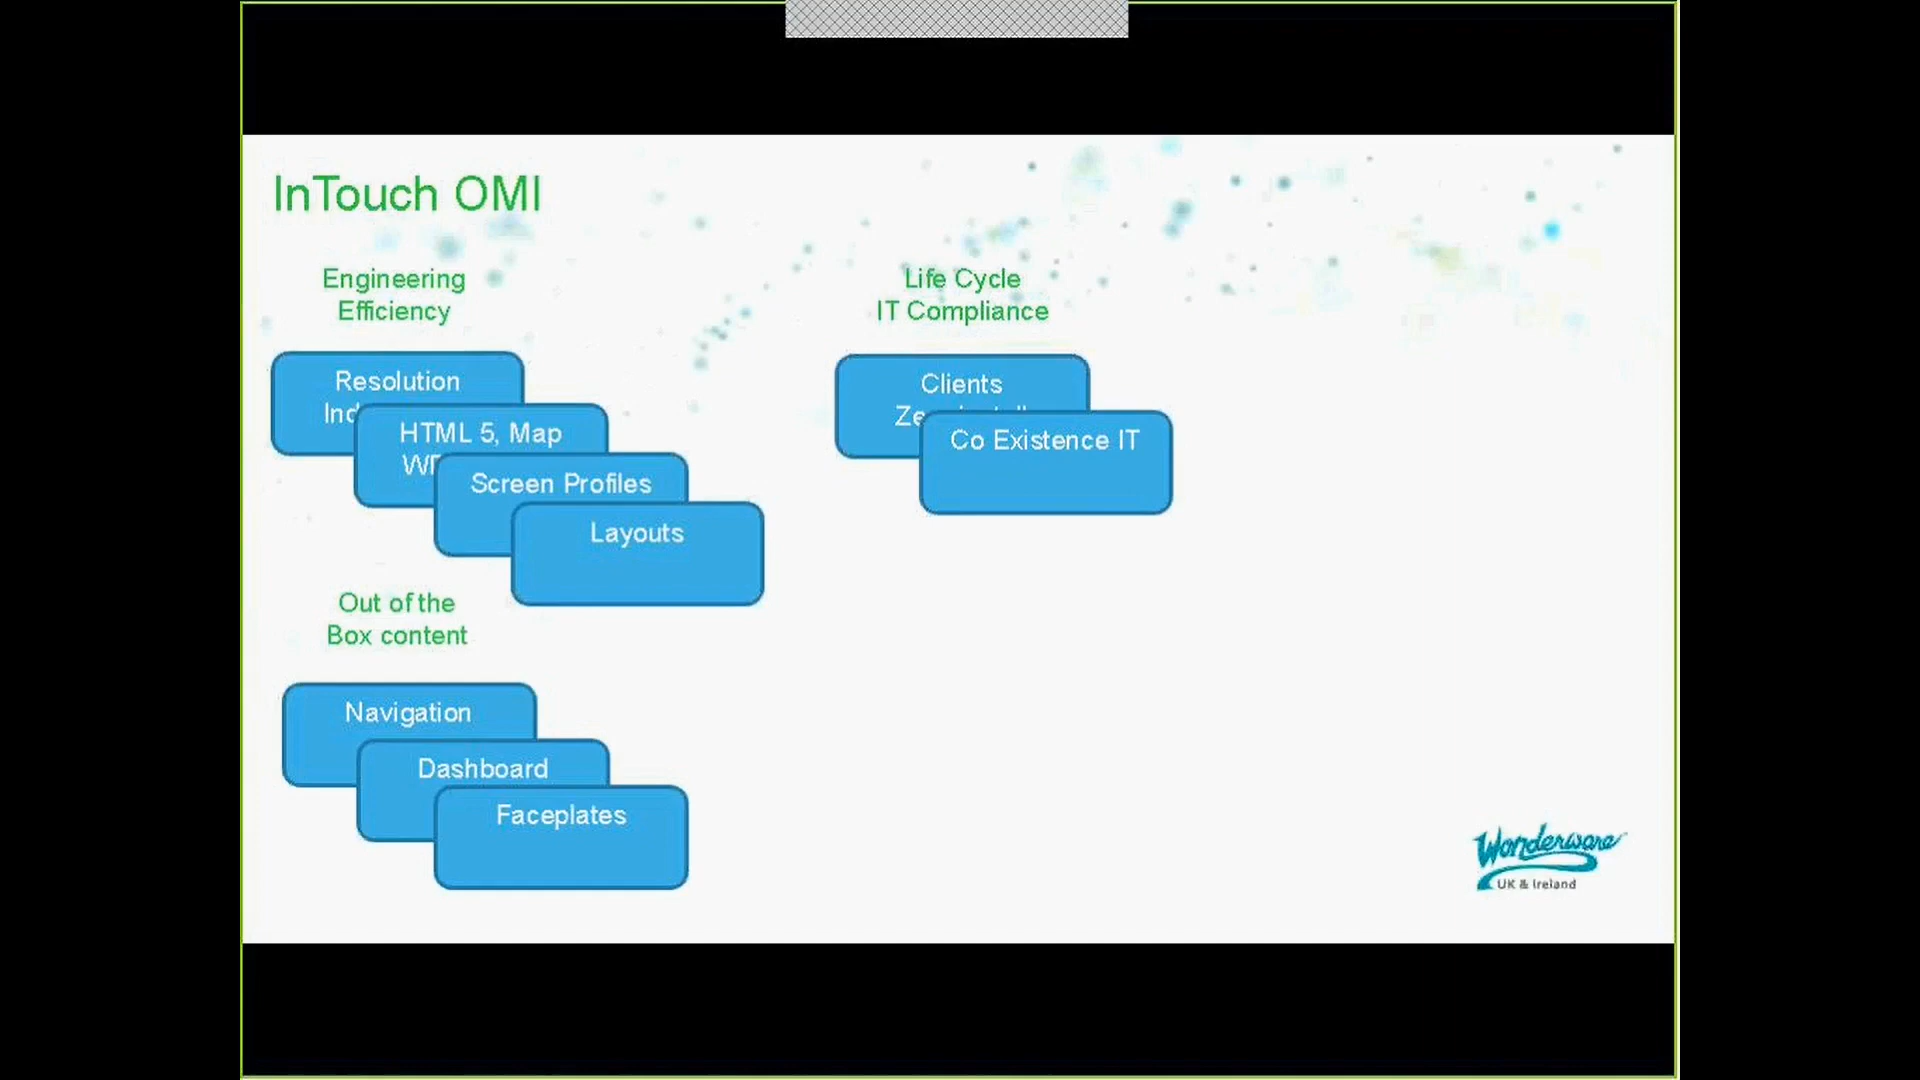 InTouch OMI
Engineering
Efficiency
Resolution
HTML 5, Map
Screen Profiles
Layouts
Out of the
Box content
Navigation
Dashboard
Faceplates
Life Cycle
IT Compliance
Clients
Co Existence IT
Wonderware
UK & Ireland